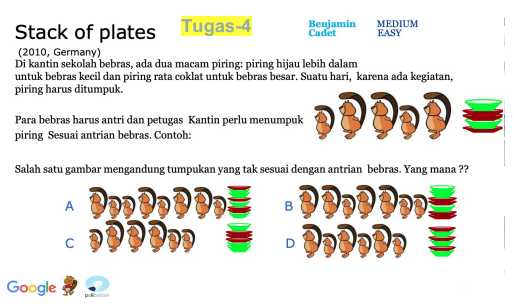 Stack of plates
Tugas-4
Benjamin
Cadet
MEDIUM
EASY
(2010, Germany)
Di kantin sekolah bebras, ada dua macam piring: piring hijau lebih dalam
untuk bebras kecil dan piring rata coklat untuk bebras besar. Suatu hari, karena ada kegiatan,
piring harus ditumpuk.
Para bebras harus antri dan petugas Kantin perlu menumpuk
piring Sesuai antrian bebras. Contoh:
Salah satu gambar mengandung tumpukan yang tak sesuai dengan antrian bebras. Yang mana ??
A
B
C
D
Google